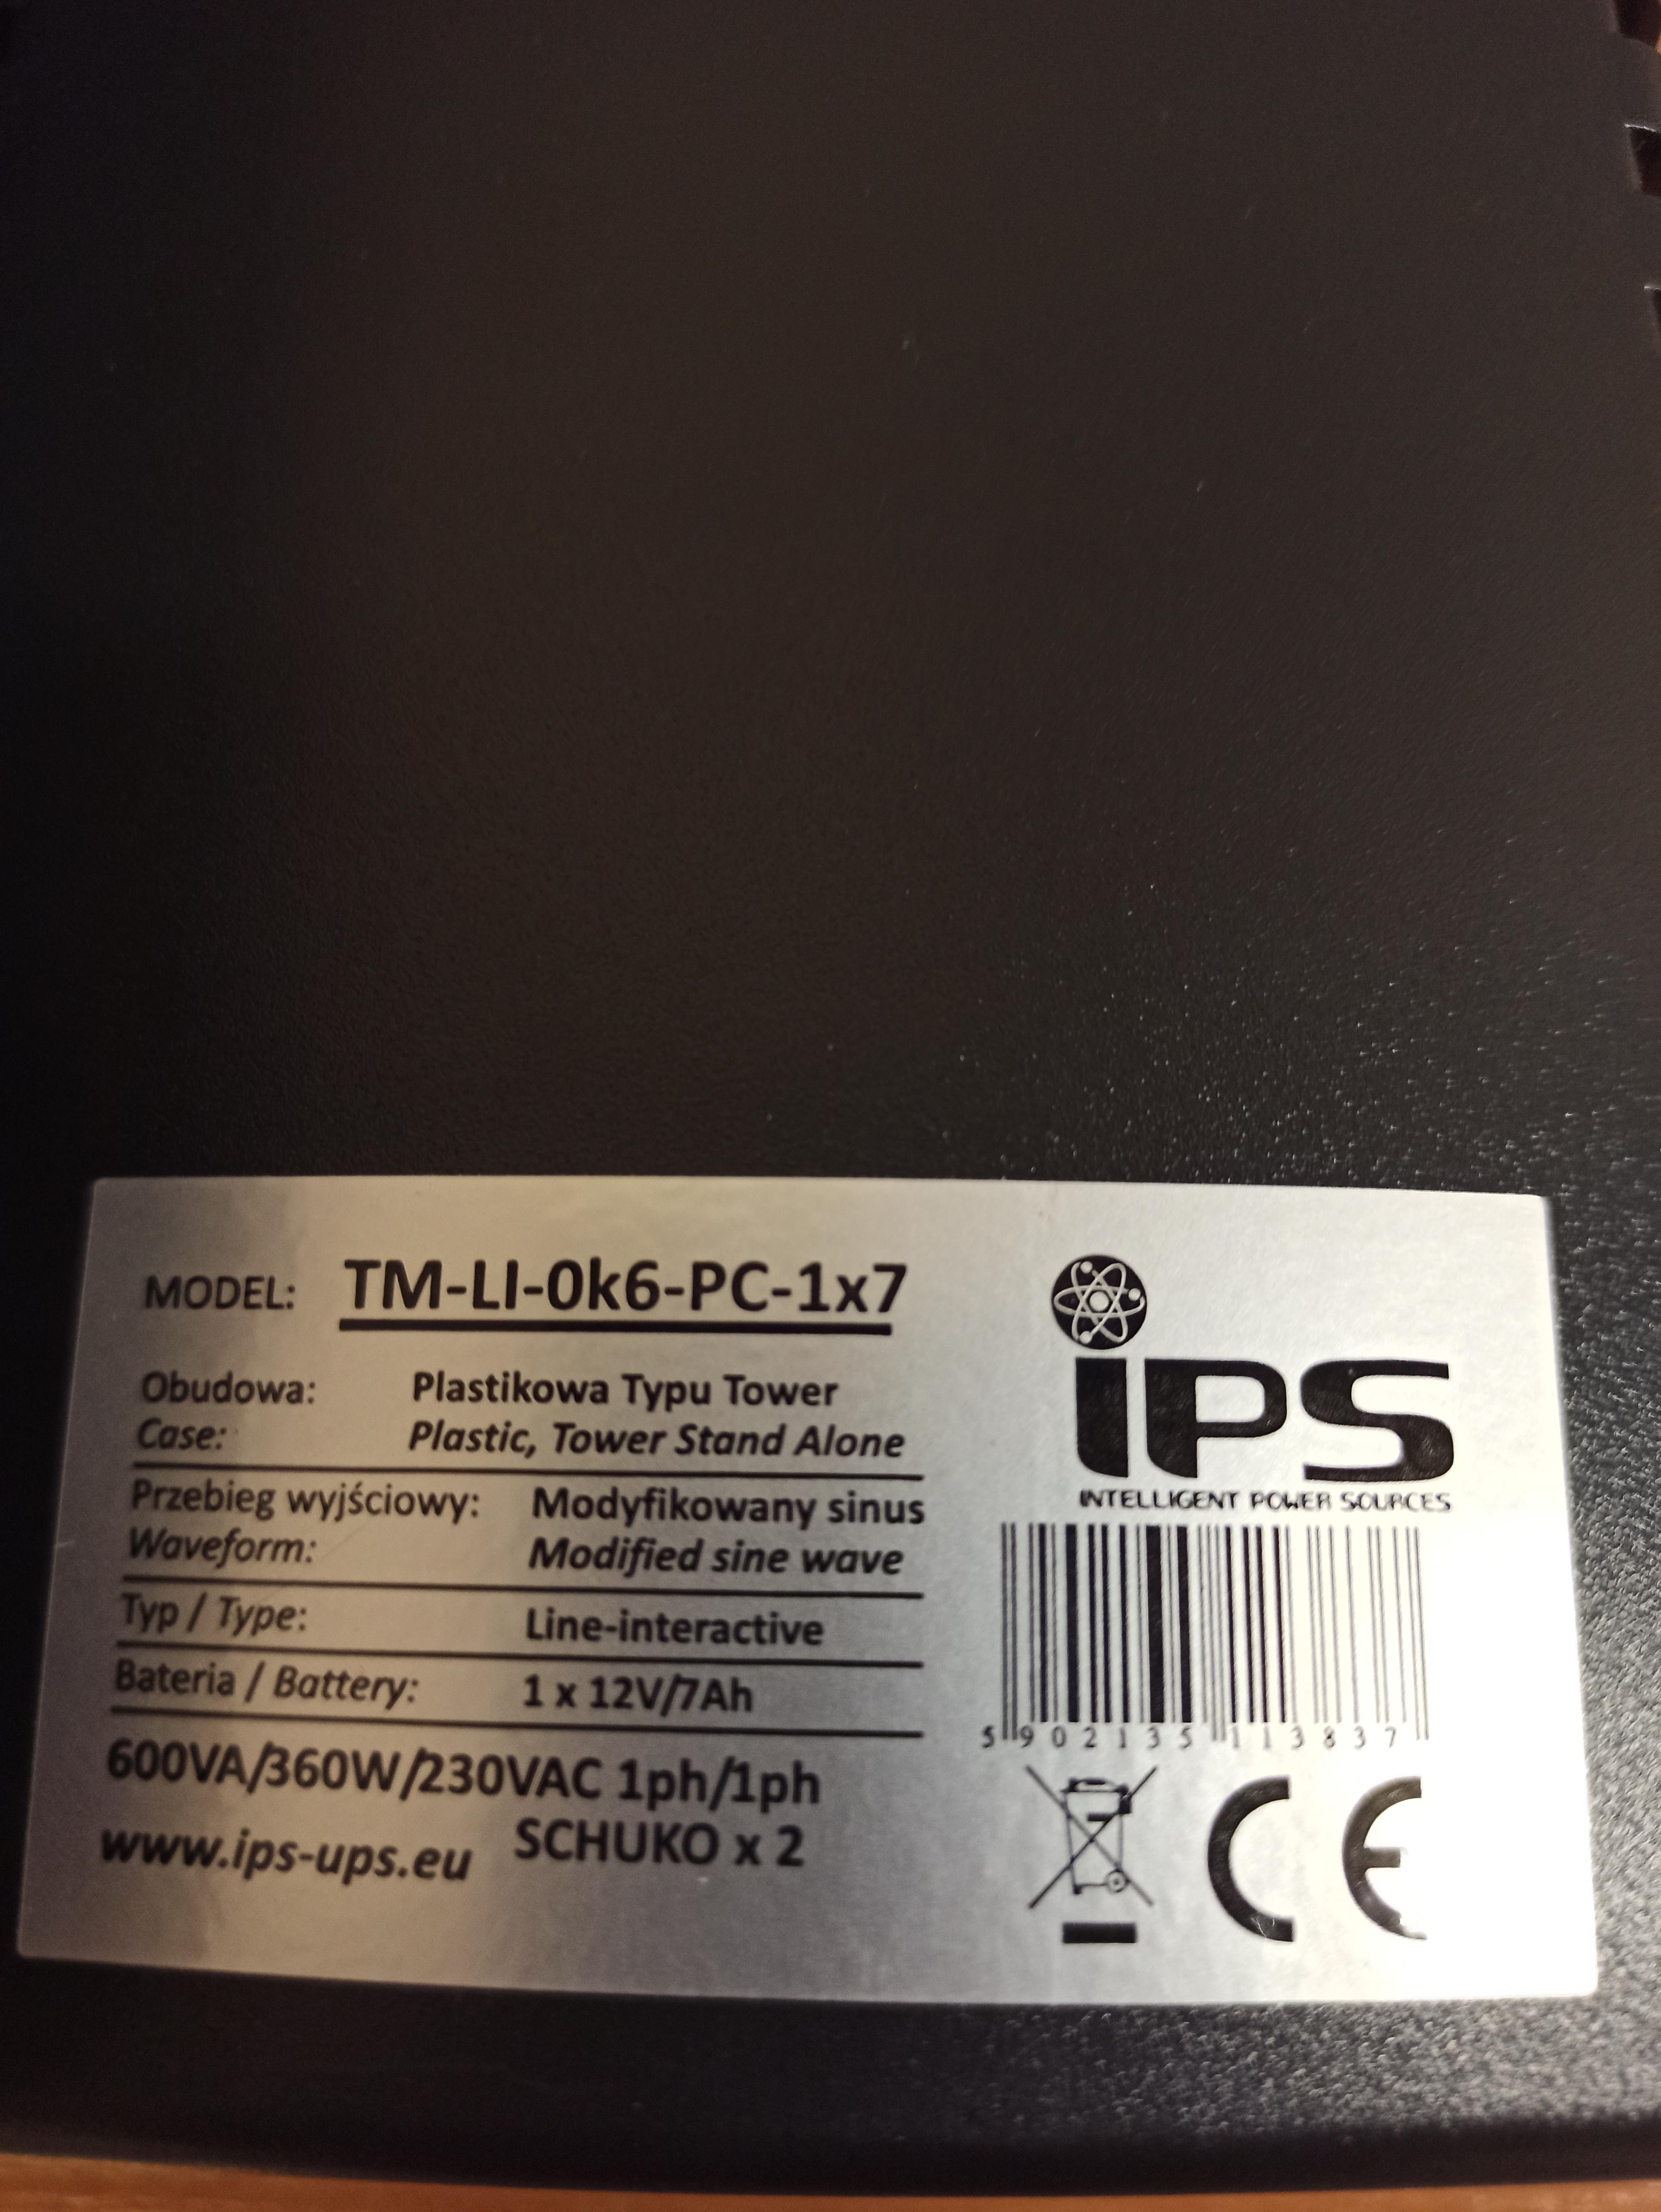 MODEL: TM-LI-0k6-PC-1x7
Obudowa: Plastikowa Typu Tower
Case: Plastic, Tower Stand Alone
Przebieg wyjściowy: Modyfikowany sinus
Waveform: Modified sine wave
Typ / Type: Line-interactive
Bateria / Battery: 1 x 12V/7Ah
600VA/360W/230VAC 1ph/1ph
www.ips-ups.eu SCHUKO x 2
iPS
INTELLIGENT POWER SOURCES
5 902135 113837
CE